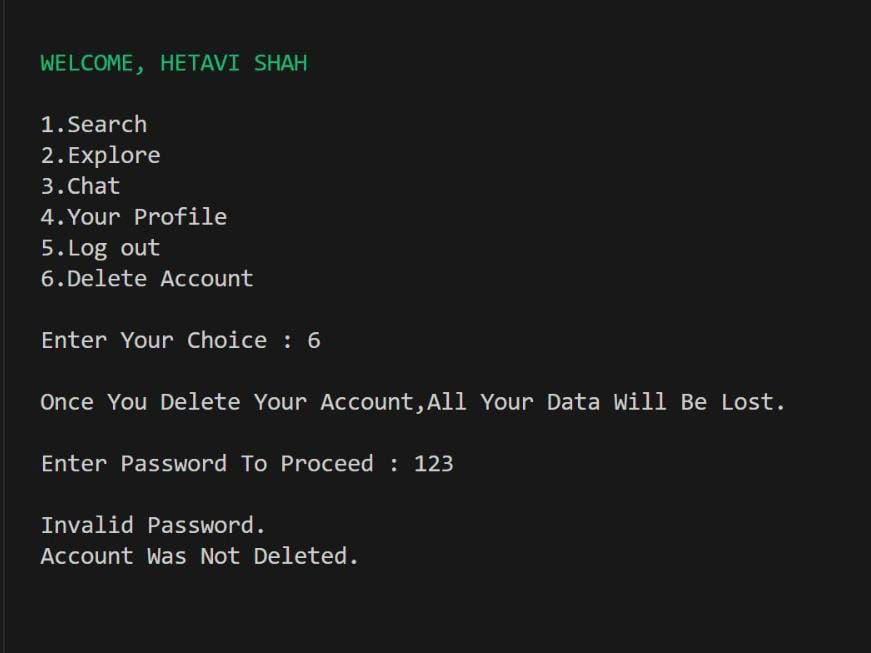 WELCOME, HETAVI SHAH
1.Search
2.Explore
3.Chat
4.Your Profile
5.Log out
6.Delete Account
Enter Your Choice : 6
Once You Delete Your Account,All Your Data Will Be Lost.
Enter Password To Proceed : 123
Invalid Password.
Account Was Not Deleted.